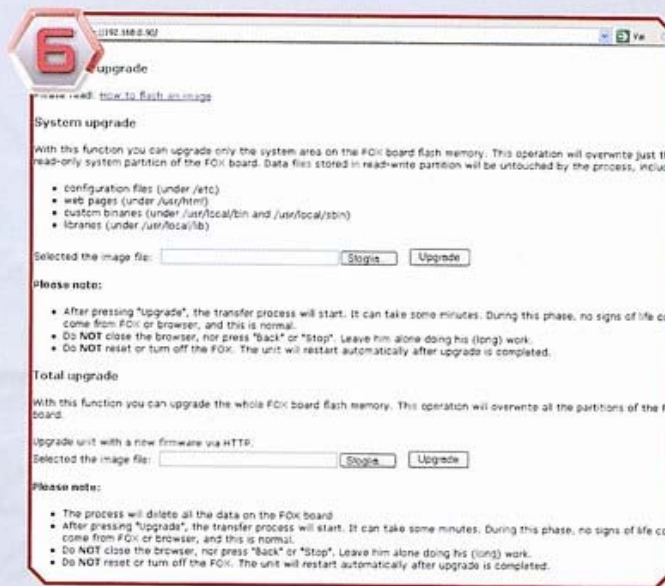 6
://192.168.0.90/
Vai
upgrade
Please read: How to flash an image
System upgrade
With this function you can upgrade only the system area on the FOX board flash memory. This operation will overwrite just
read-only system partition of the FOX board. Data files stored in read-write partition will be untouched by the process,
• configuration files (under /etc)
• web pages (under /usr/html)
• custom binaries (under /usr/local/bin and /usr/local/sbin)
• libraries (under /usr/local/lib)
Selected the image file: Sfoglia... Upgrade
Please note:
• After pressing "Upgrade", the transfer process will start. It can take some minutes. During this phase, no signs of life
come from FOX or browser, and this is normal.
• Do NOT close the browser, nor press "Back" or "Stop". Leave him alone doing his (long) work.
• Do NOT reset or turn off the FOX. The unit will restart automatically after upgrade is completed.
Total upgrade
With this function you can upgrade the whole FOX board flash memory. This operation will overwrite all the partitions of the
board.
Upgrade unit with a new firmware via HTTP.
Selected the image file: Sfoglia... Upgrade
Please note:
• The process will delete all the data on the FOX board
• After pressing "Upgrade", the transfer process will start. It can take some minutes. During this phase, no signs of life
come from FOX or browser, and this is normal.
• Do NOT close the browser, nor press "Back" or "Stop". Leave him alone doing his (long) work.
• Do NOT reset or turn off the FOX. The unit will restart automatically after upgrade is completed.